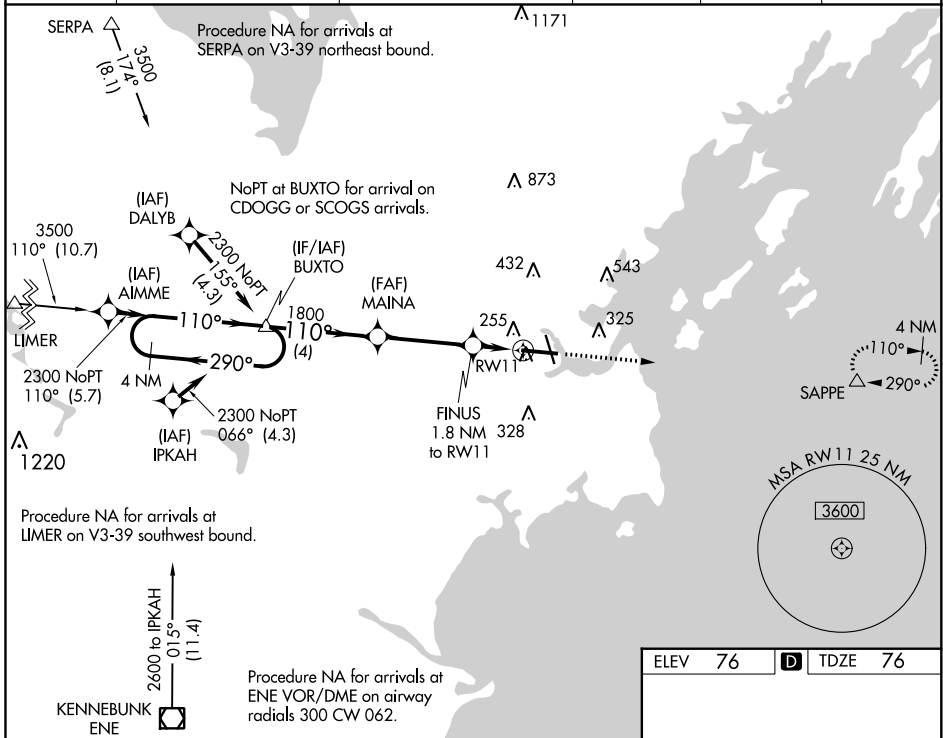 SERPA
3500
174°
(8.1)
Procedure NA for arrivals at
SERPA on V3-39 northeast bound.
1171
(IAF)
DALYB
NoPT at BUXTO for arrival on
CDOGG or SCOGS arrivals.
873
3500
110° (10.7)
2300 NoPT
155°
(4.3)
(IF/IAF)
BUXTO
(IAF)
AIMME
(FAF)
MAINA
432
543
LIMER
110°
1800
110°
(4)
255
325
4 NM
110°
290°
SAPPE
2300 NoPT
110° (5.7)
4 NM
290°
RW11
2300 NoPT
066° (4.3)
(IAF)
IPKAH
FINUS
1.8 NM
to RW11
328
1220
MSA RW11 25 NM
3600
Procedure NA for arrivals at
LIMER on V3-39 southwest bound.
2600 to IPKAH
015°
(11.4)
KENNEBUNK
ENE
Procedure NA for arrivals at
ENE VOR/DME on airway
radials 300 CW 062.
ELEV 76 D TDZE 76